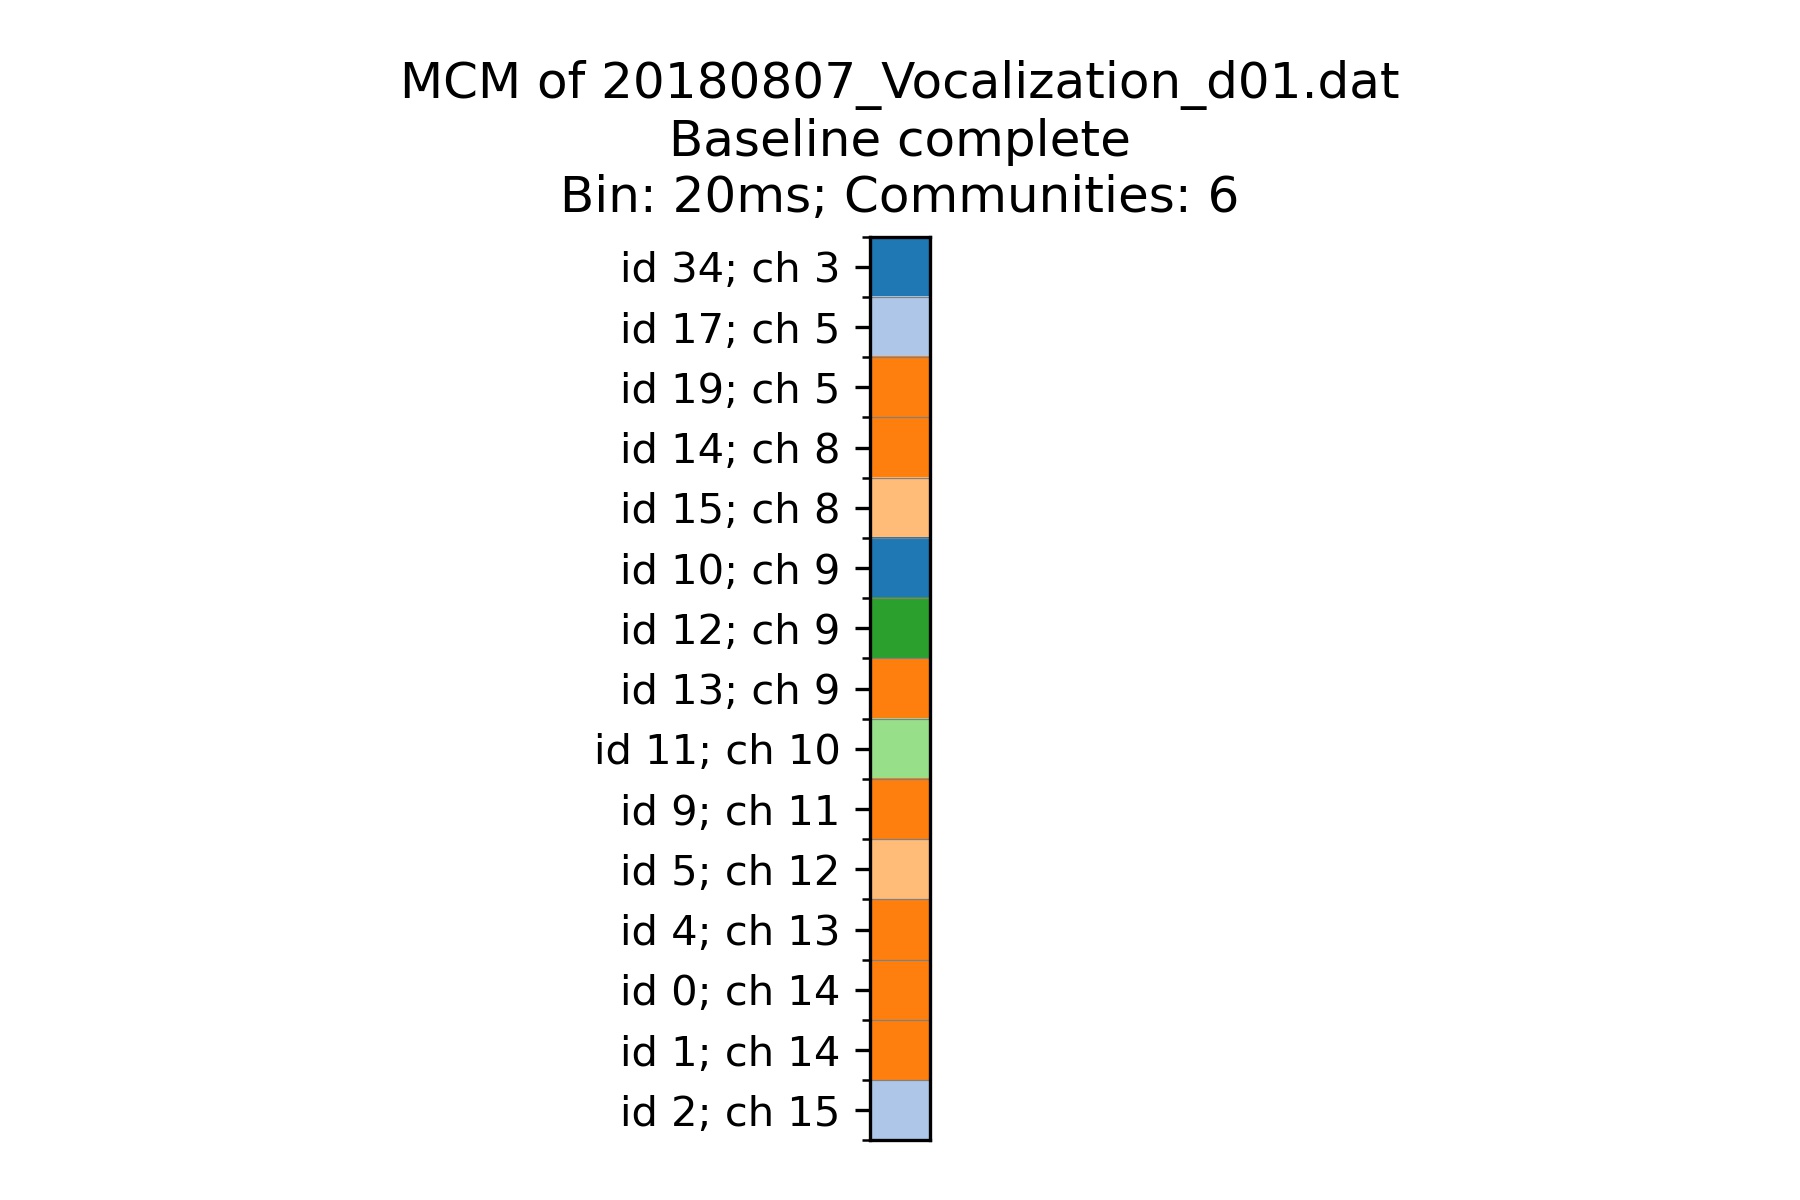 MCM of 20180807_Vocalization_d01.dat
Baseline complete
Bin: 20ms; Communities: 6
id 34; ch 3
id 17; ch 5
id 19; ch 5
id 14; ch 8
id 15; ch 8
id 10; ch 9
id 12; ch 9
id 13; ch 9
id 11; ch 10
id 9; ch 11
id 5; ch 12
id 4; ch 13
id 0; ch 14
id 1; ch 14
id 2; ch 15